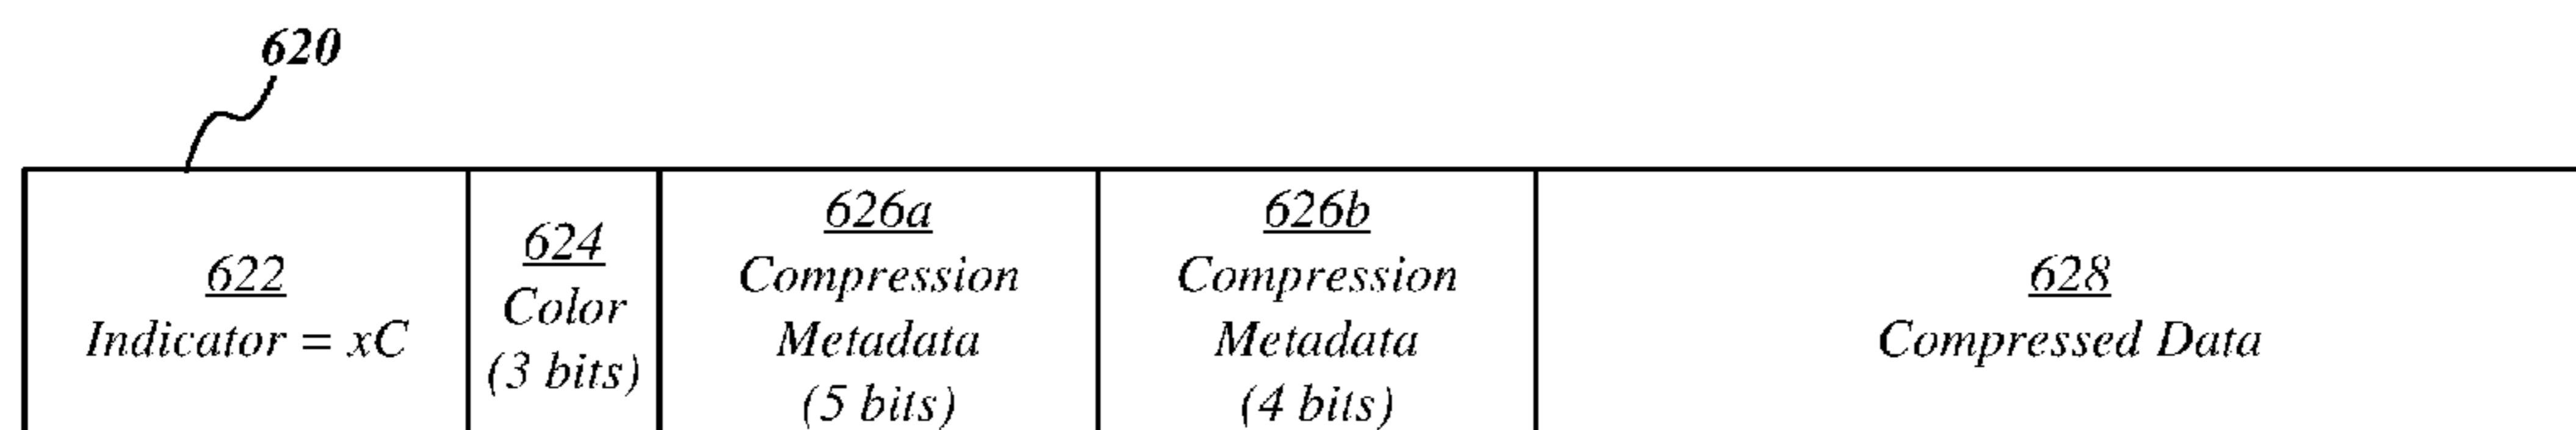 620
622
Indicator = xC
624
Color
(3 bits)
626a
Compression
Metadata
(5 bits)
626b
Compression
Metadata
(4 bits)
628
Compressed Data